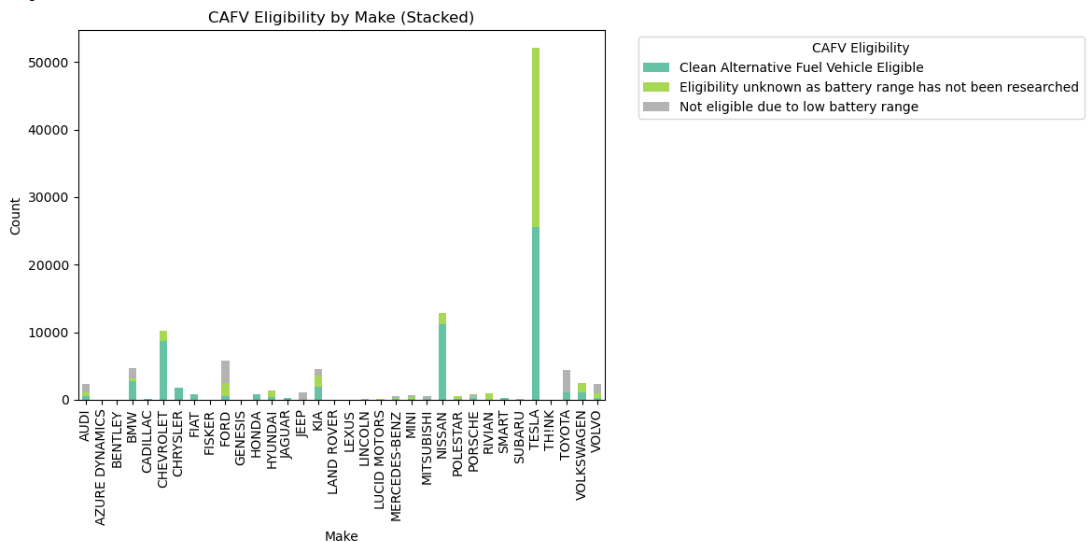 CAFV Eligibility by Make (Stacked)
CAFV Eligibility
Clean Alternative Fuel Vehicle Eligible
Eligibility unknown as battery range has not been researched
Not eligible due to low battery range
50000
40000
30000
20000
10000
0
Count
AUDI
AZURE DYNAMICS
BENTLEY
BMW
CADILLAC
CHEVROLET
CHRYSLER
FIAT
FISKER
FORD
GENESIS
HONDA
HYUNDAI
JAGUAR
JEEP
KIA
LAND ROVER
LEXUS
LINCOLN
LUCID MOTORS
MERCEDES-BENZ
MINI
MITSUBISHI
NISSAN
POLESTAR
PORSCHE
RIVIAN
SMART
SUBARU
TESLA
TH!NK
TOYOTA
VOLKSWAGEN
VOLVO
Make